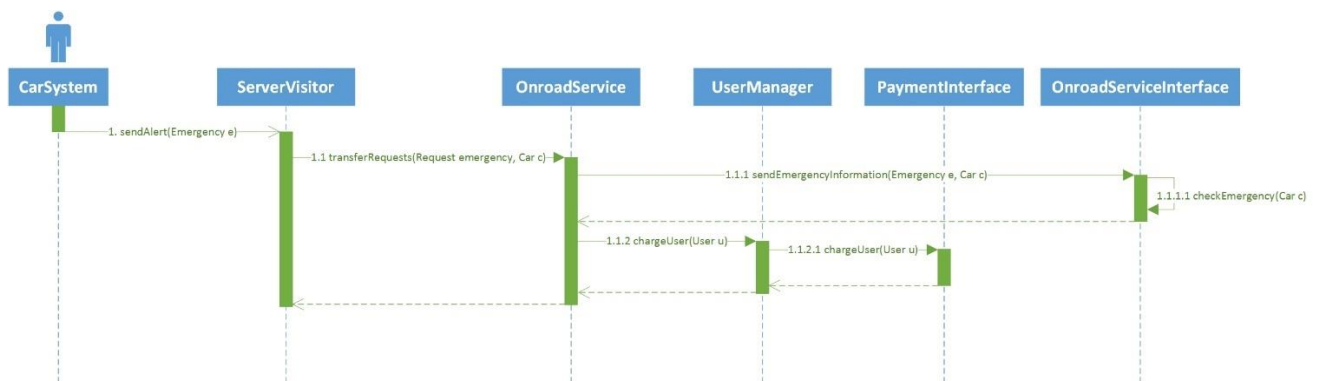 CarSystem
ServerVisitor
OnroadService
UserManager
PaymentInterface
OnroadServiceInterface
1. sendAlert(Emergency e)
1.1 transferRequests(Request emergency, Car c)
1.1.1 sendEmergencyInformation(Emergency e, Car c)
1.1.1.1 checkEmergency(Car c)
1.1.2 chargeUser(User u)
1.1.2.1 chargeUser(User u)